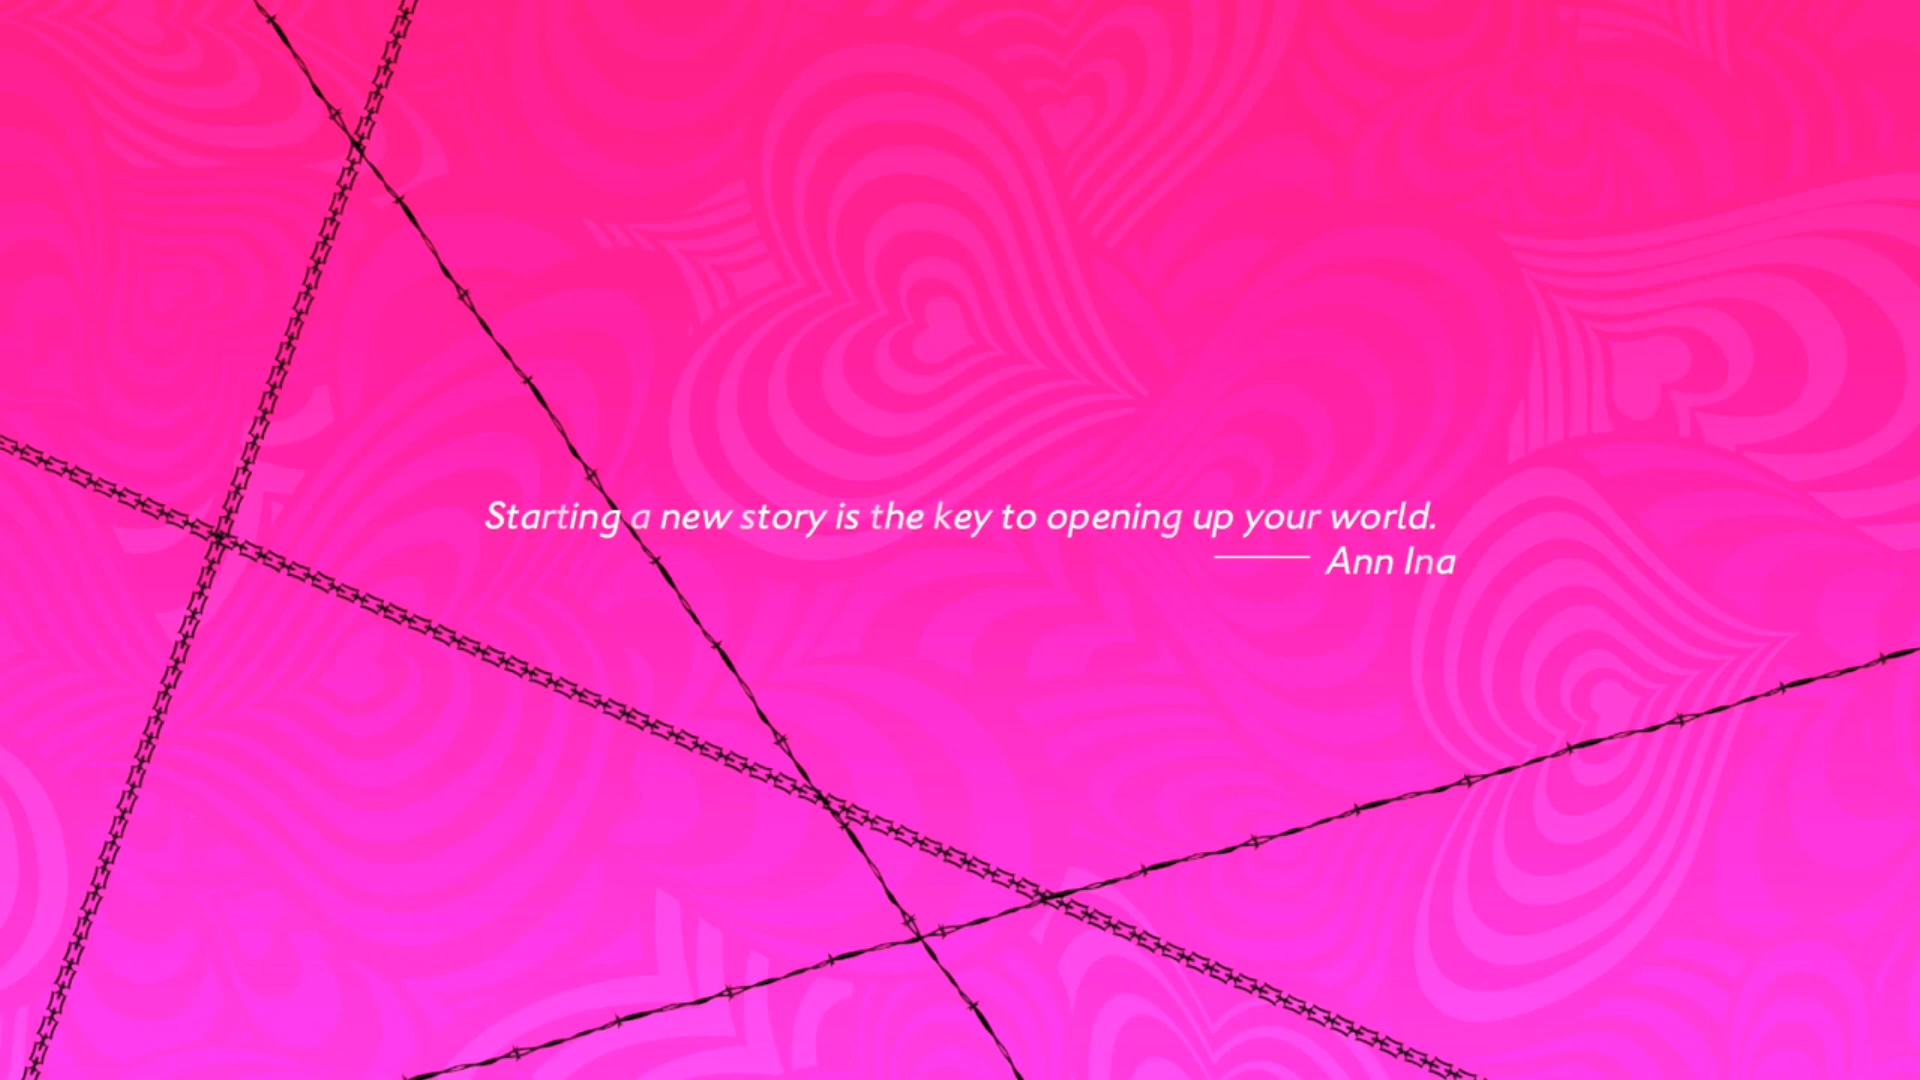 Starting a new story is the key to opening up your world.
—— Ann Ina